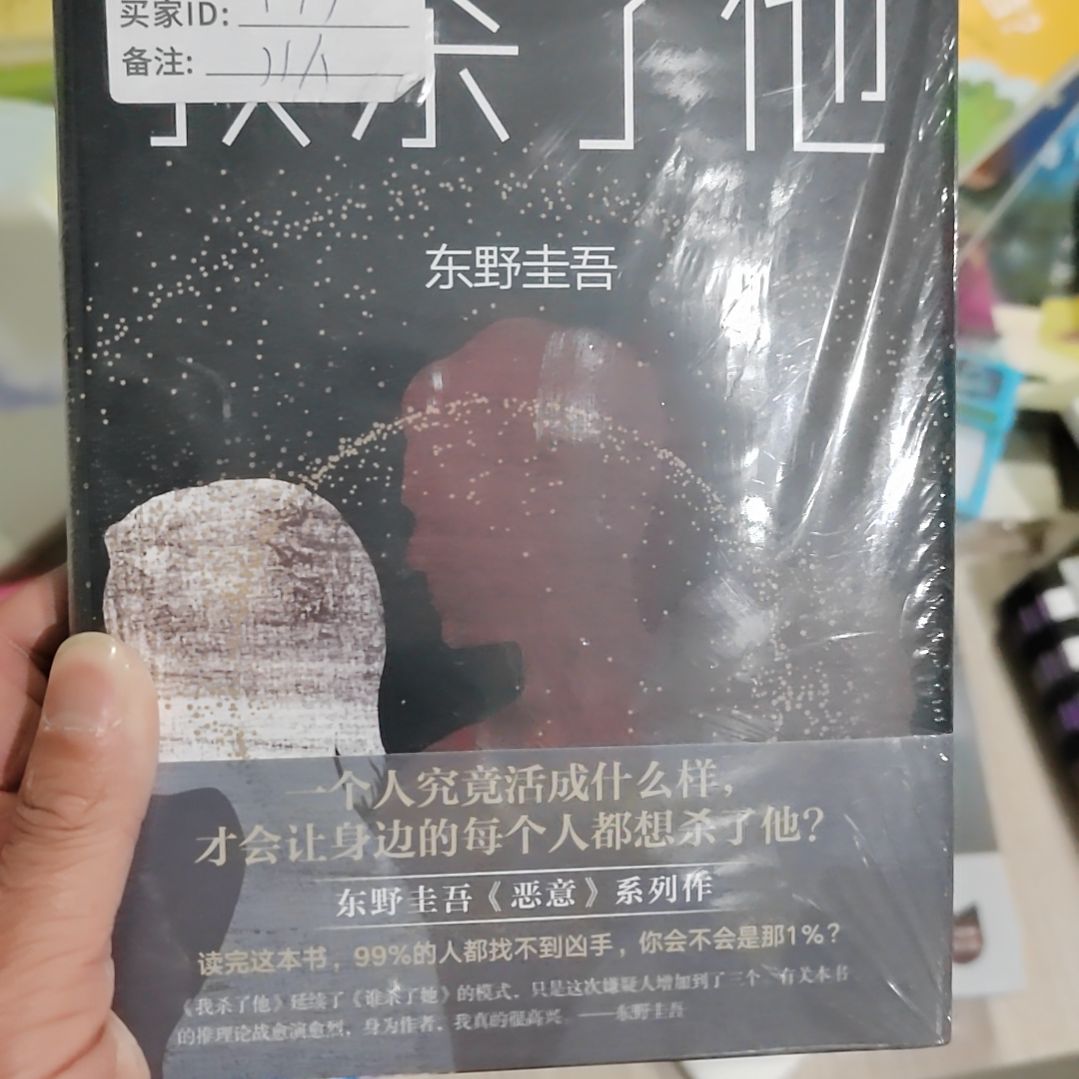 买家ID:
备注:
我杀了他
东野圭吾
一个人究竟活成什么样，
才会让身边的每个人都想杀了他？
东野圭吾《恶意》系列作
读完这本书，99%的人都找不到凶手，你会不会是那1%？
《我杀了他》延续了《谁杀了她》的模式，只是这次嫌疑人增加到了三个，有关本书
的推理论战愈演愈烈，身为作者，我真的很高兴。——东野圭吾